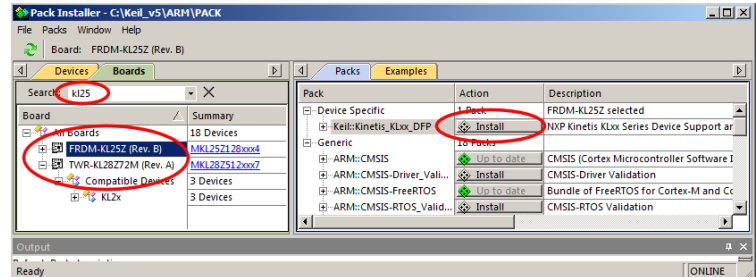 Pack Installer - C:\Keil_v5\ARM\PACK
File Packs Window Help
Board: FRDM-KL25Z (Rev. B)
Devices Boards
Search: kl25
Board Summary
All Boards 18 Devices
FRDM-KL25Z (Rev. B) MKL25Z128xxx4
TWR-KL28Z72M (Rev. A) MKL28Z512xxx7
Compatible Devices 3 Devices
KL2x 3 Devices
Packs Examples
Pack Action Description
Device Specific 1 Pack FRDM-KL25Z selected
Keil::Kinetis_KLxx_DFP Install NXP Kinetis KLxx Series Device Support ar
Generic 18 Packs
ARM::CMSIS Up to date CMSIS (Cortex Microcontroller Software I
ARM::CMSIS-Driver_Vali... Install CMSIS-Driver Validation
ARM::CMSIS-FreeRTOS Up to date Bundle of FreeRTOS for Cortex-M and Co
ARM::CMSIS-RTOS_Valid... Install CMSIS-RTOS Validation
Output
Ready ONLINE